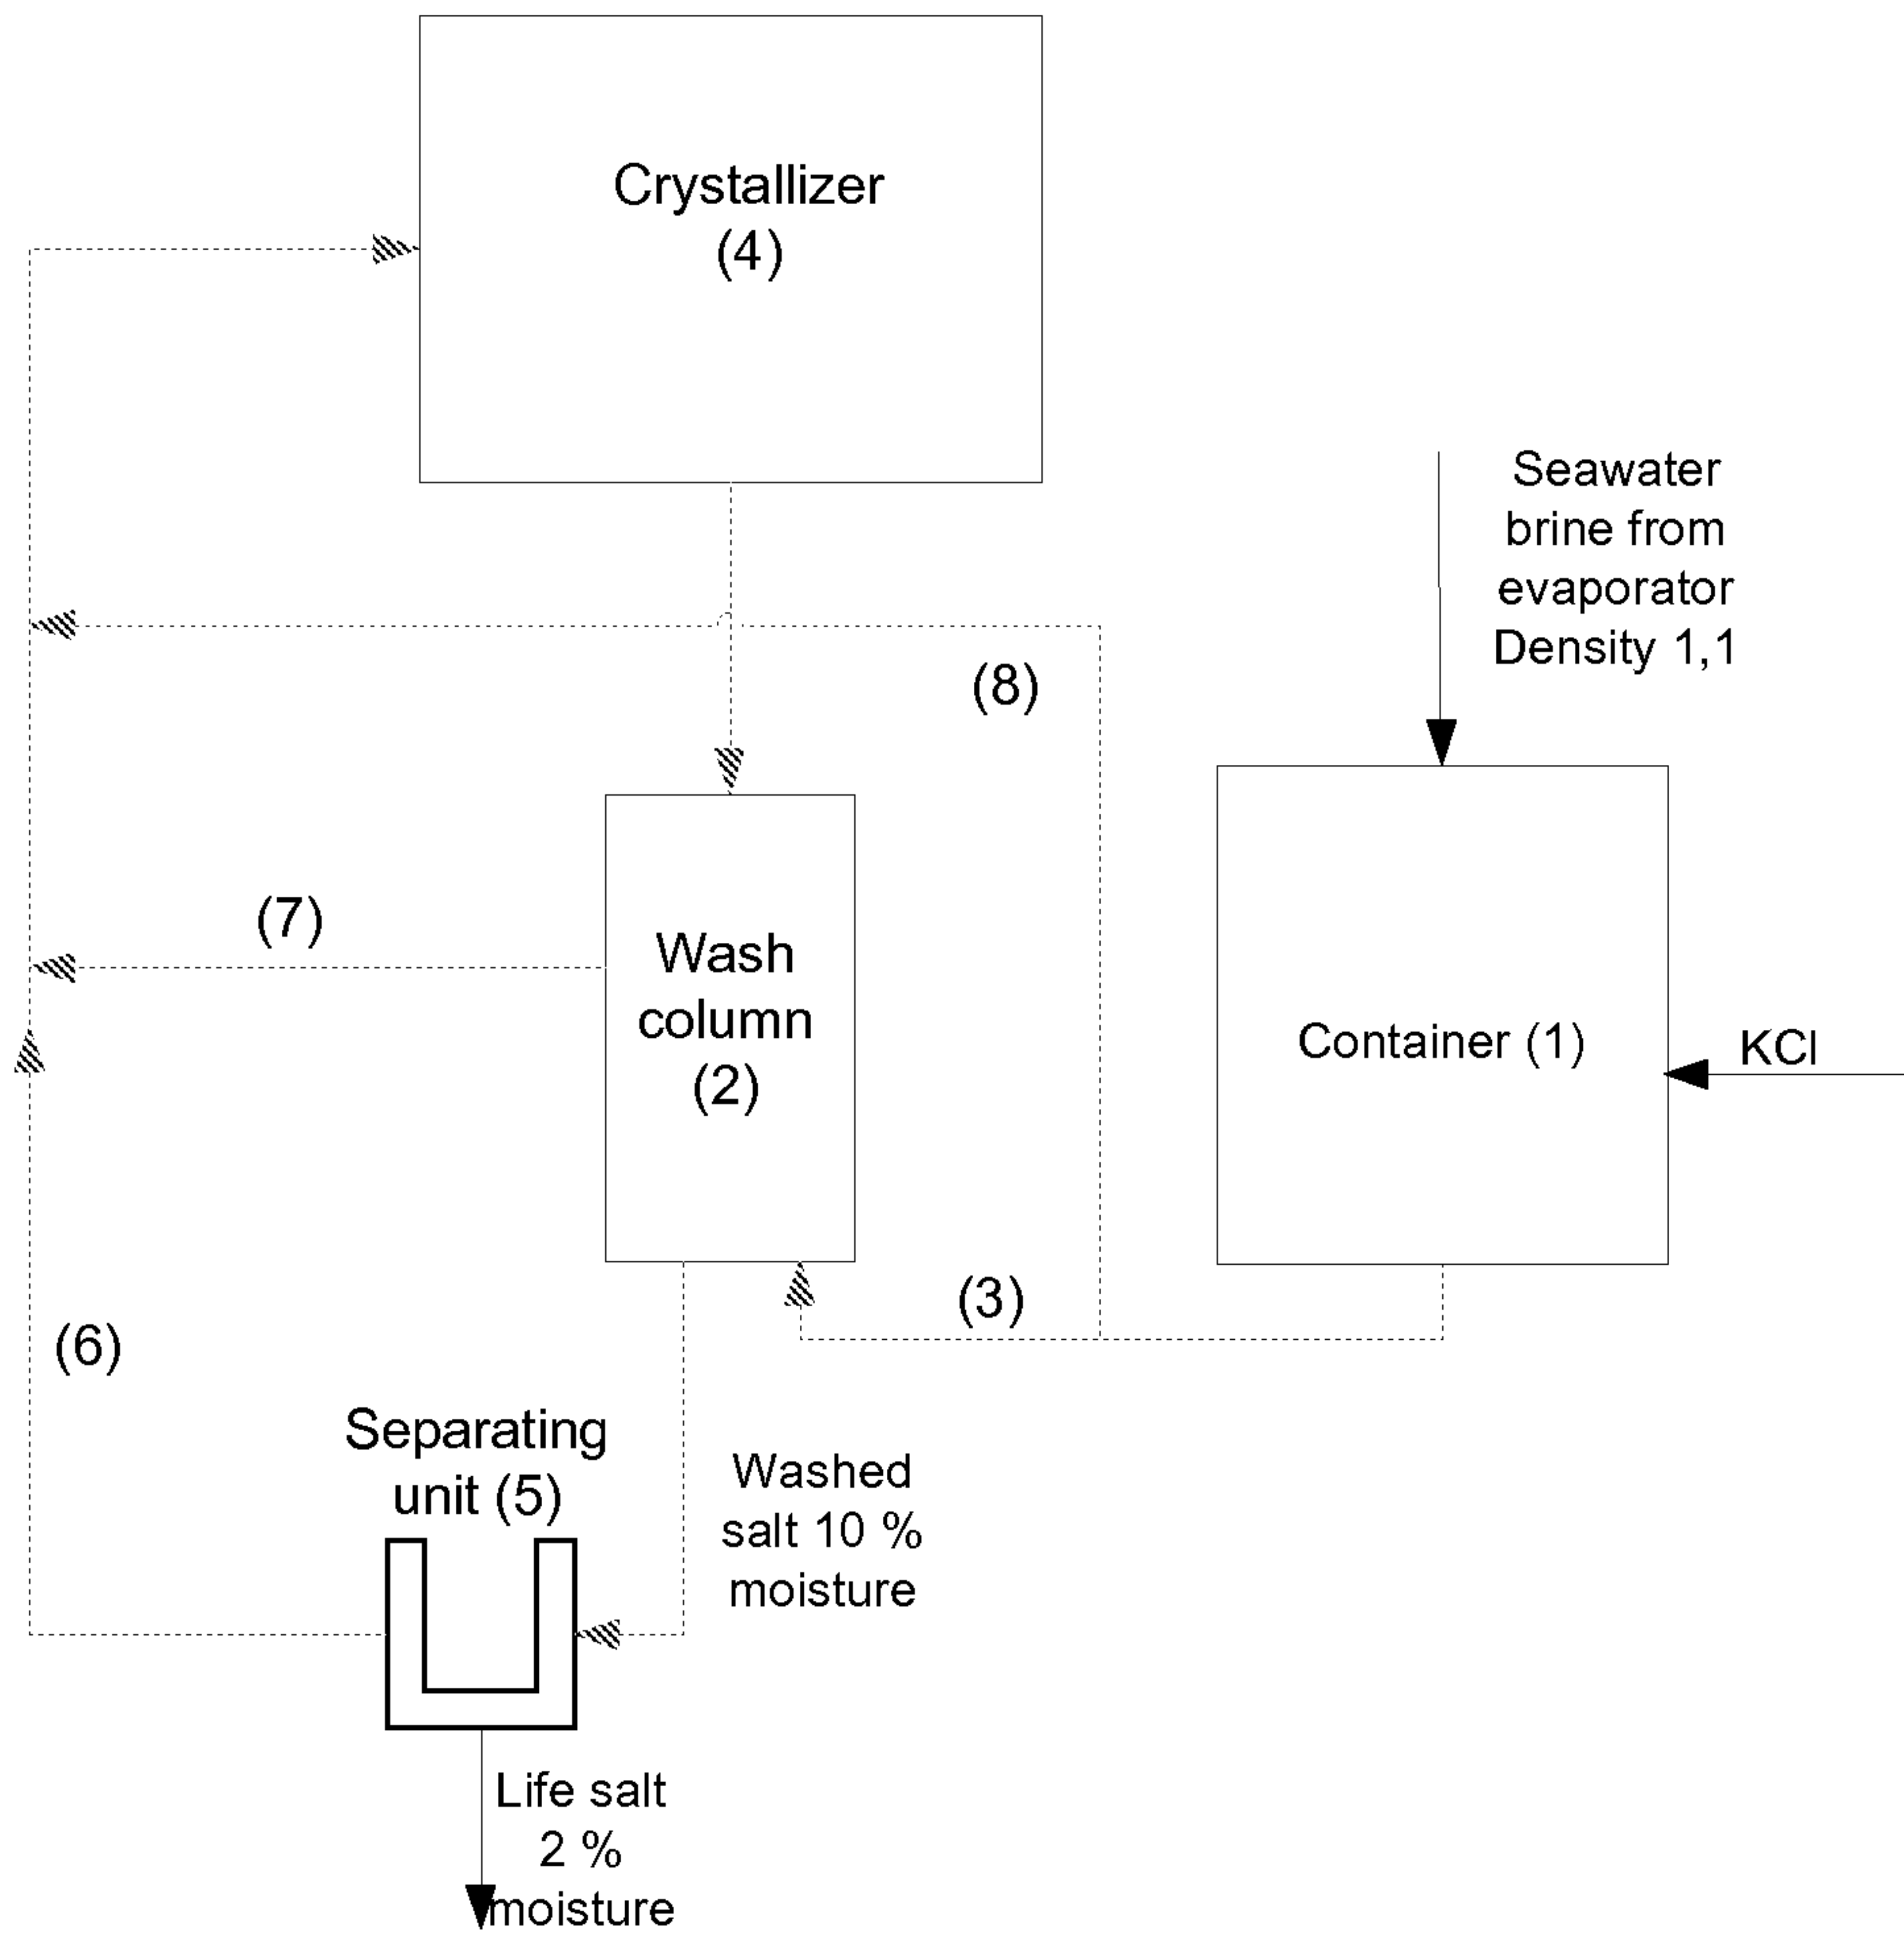 Crystallizer
(4)
Seawater
brine from
evaporator
Density 1,1
(8)
(7)
Wash
column
(2)
Container (1)
KCl
(3)
(6)
Separating
unit (5)
Washed
salt 10 %
moisture
Life salt
2 %
moisture